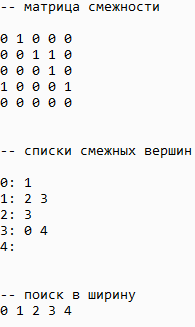 -- матрица смежности
0 1 0 0 0
0 0 1 1 0
0 0 0 1 0
1 0 0 0 1
0 0 0 0 0
-- списки смежных вершин
0: 1
1: 2 3
2: 3
3: 0 4
4:
-- поиск в ширину
0 1 2 3 4